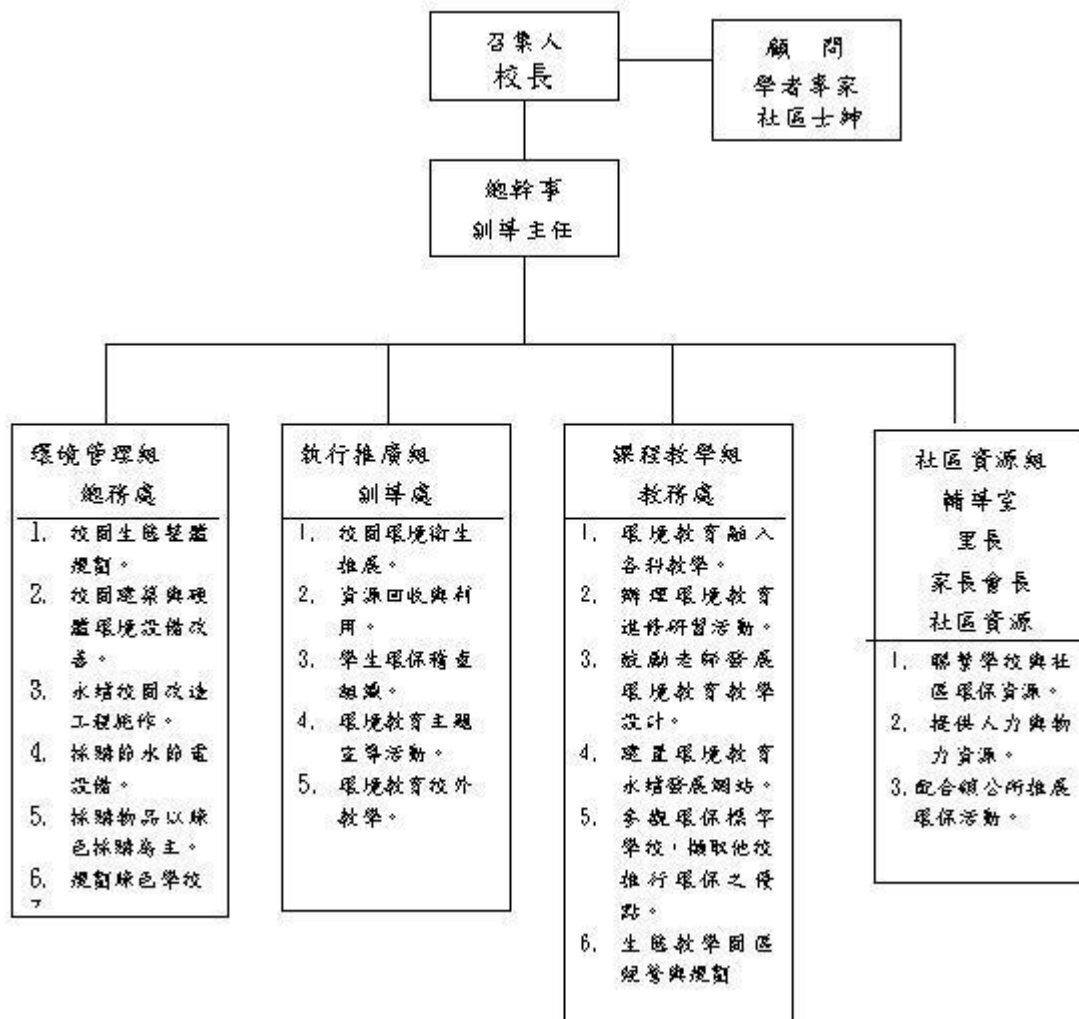 召集人
校長
顧 問
學者專家
社區士紳
總幹事
訓導主任
環境管理組
總務處
1. 校園生態整體
規劃。
2. 校園建築與硬
體環境設備改
善。
3. 永續校園改造
工程施作。
4. 採購節水節電
設備。
5. 採購物品以綠
色採購為主。
6. 規劃綠色學校
執行推廣組
訓導處
1. 校園環境衛生
推展。
2. 資源回收與利
用。
3. 學生環保稽查
組織。
4. 環境教育主題
宣導活動。
5. 環境教育校外
教學。
課程教學組
教務處
1. 環境教育融入
各科教學。
2. 辦理環境教育
進修研習活動。
3. 鼓勵老師發展
環境教育教學
設計。
4. 建置環境教育
永續發展網站。
5. 參觀環保標竿
學校,擷取他校
推行環保之優
點。
6. 生態教學園區
經營與規劃
社區資源組
輔導室
里長
家長會長
社區資源
1. 聯繫學校與社
區環保資源。
2. 提供人力與物
力資源。
3. 配合鎮公所推展
環保活動。